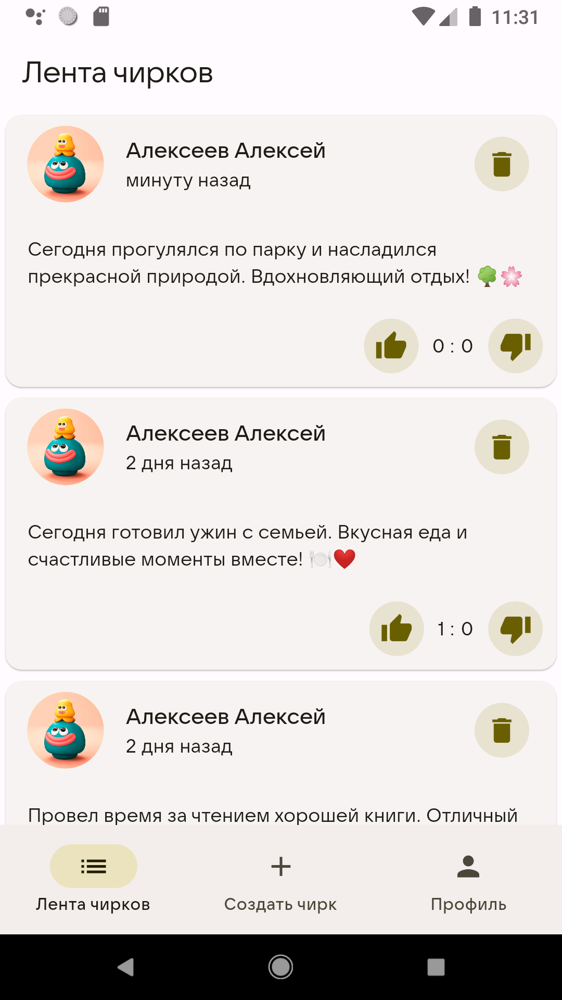 11:31
Лента чирков
Алексеев Алексей
минуту назад
Сегодня прогулялся по парку и насладился
прекрасной природой. Вдохновляющий отдых! 🌳🌸
0 : 0
Алексеев Алексей
2 дня назад
Сегодня готовил ужин с семьей. Вкусная еда и
счастливые моменты вместе! 🍽️❤️
1 : 0
Алексеев Алексей
2 дня назад
Провел время за чтением хорошей книги. Отличный
Лента чирков
Создать чирк
Профиль